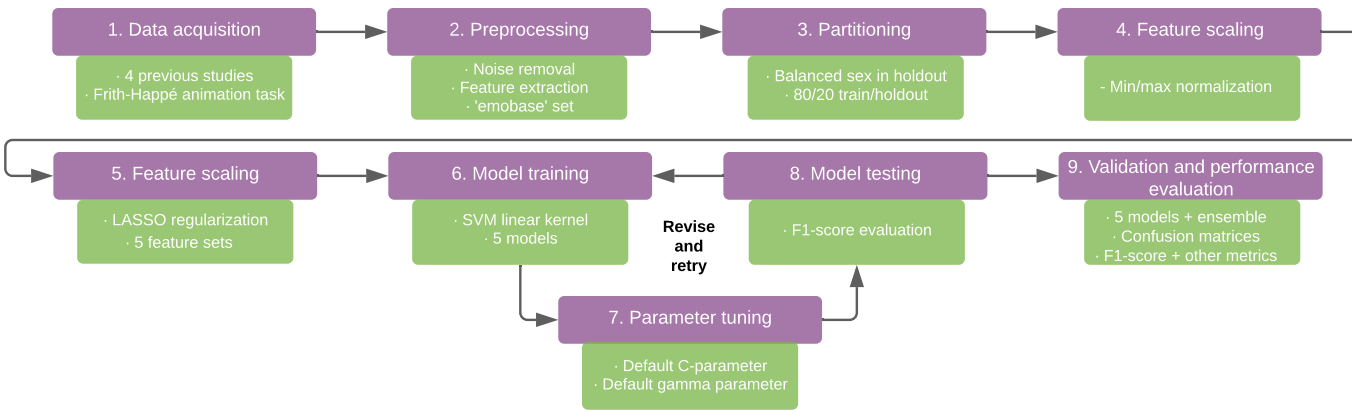 1. Data acquisition
· 4 previous studies
· Frith-Happé animation task
2. Preprocessing
· Noise removal
· Feature extraction
· 'emobase' set
3. Partitioning
· Balanced sex in holdout
· 80/20 train/holdout
4. Feature scaling
- Min/max normalization
5. Feature scaling
· LASSO regularization
· 5 feature sets
6. Model training
· SVM linear kernel
· 5 models
Revise
and
retry
7. Parameter tuning
· Default C-parameter
· Default gamma parameter
8. Model testing
· F1-score evaluation
9. Validation and performance
evaluation
· 5 models + ensemble
· Confusion matrices
· F1-score + other metrics